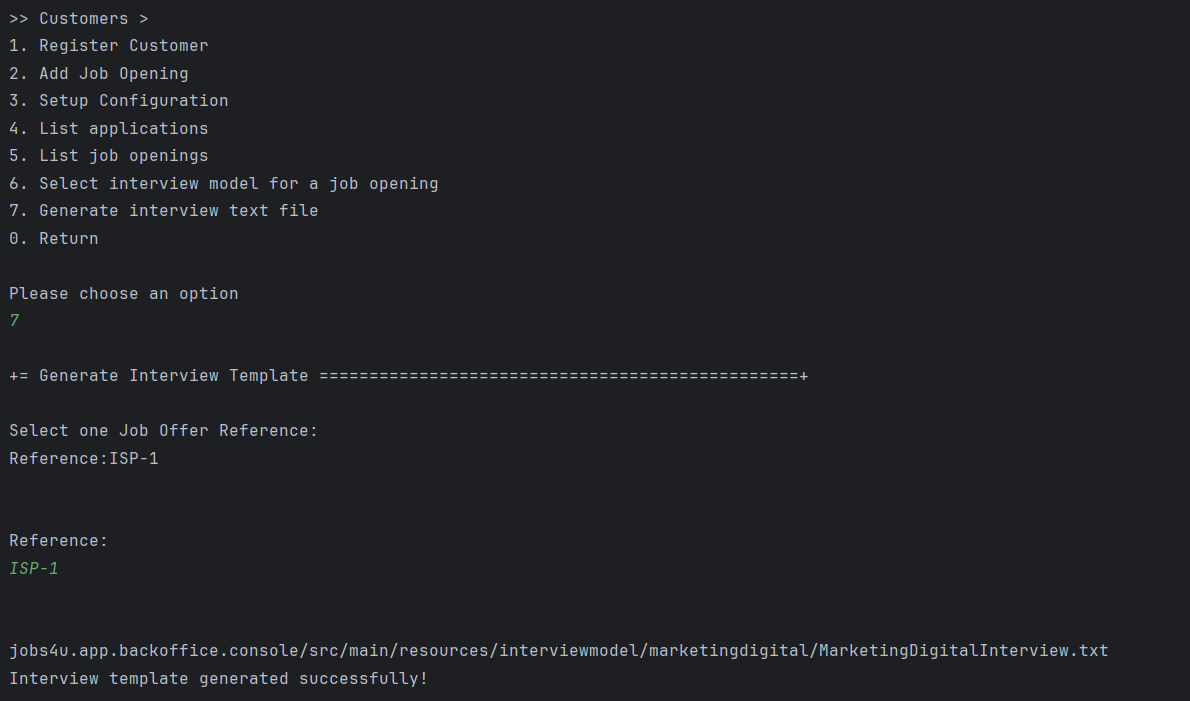 >> Customers >
1. Register Customer
2. Add Job Opening
3. Setup Configuration
4. List applications
5. List job openings
6. Select interview model for a job opening
7. Generate interview text file
0. Return
Please choose an option
7
+= Generate Interview Template ================================================+
Select one Job Offer Reference:
Reference:ISP-1
Reference:
ISP-1
jobs4u.app.backoffice.console/src/main/resources/interviewmodel/marketingdigital/MarketingDigitalInterview.txt
Interview template generated successfully!